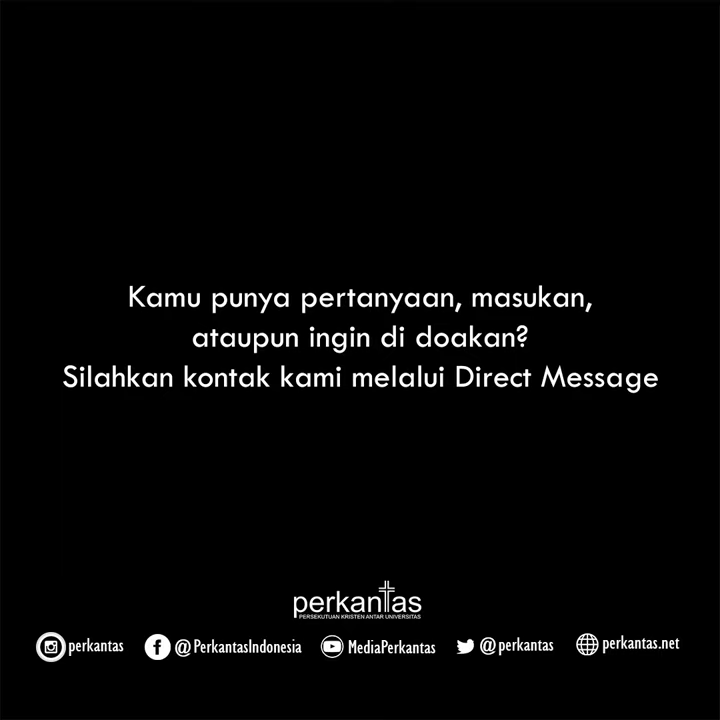 Kamu punya pertanyaan, masukan,
ataupun ingin di doakan?
Silahkan kontak kami melalui Direct Message
perkantas
PERSEKUTUAN KRISTEN ANTAR UNIVERSITAS
perkantas @PerkantasIndonesia MediaPerkantas @perkantas perkantas.net